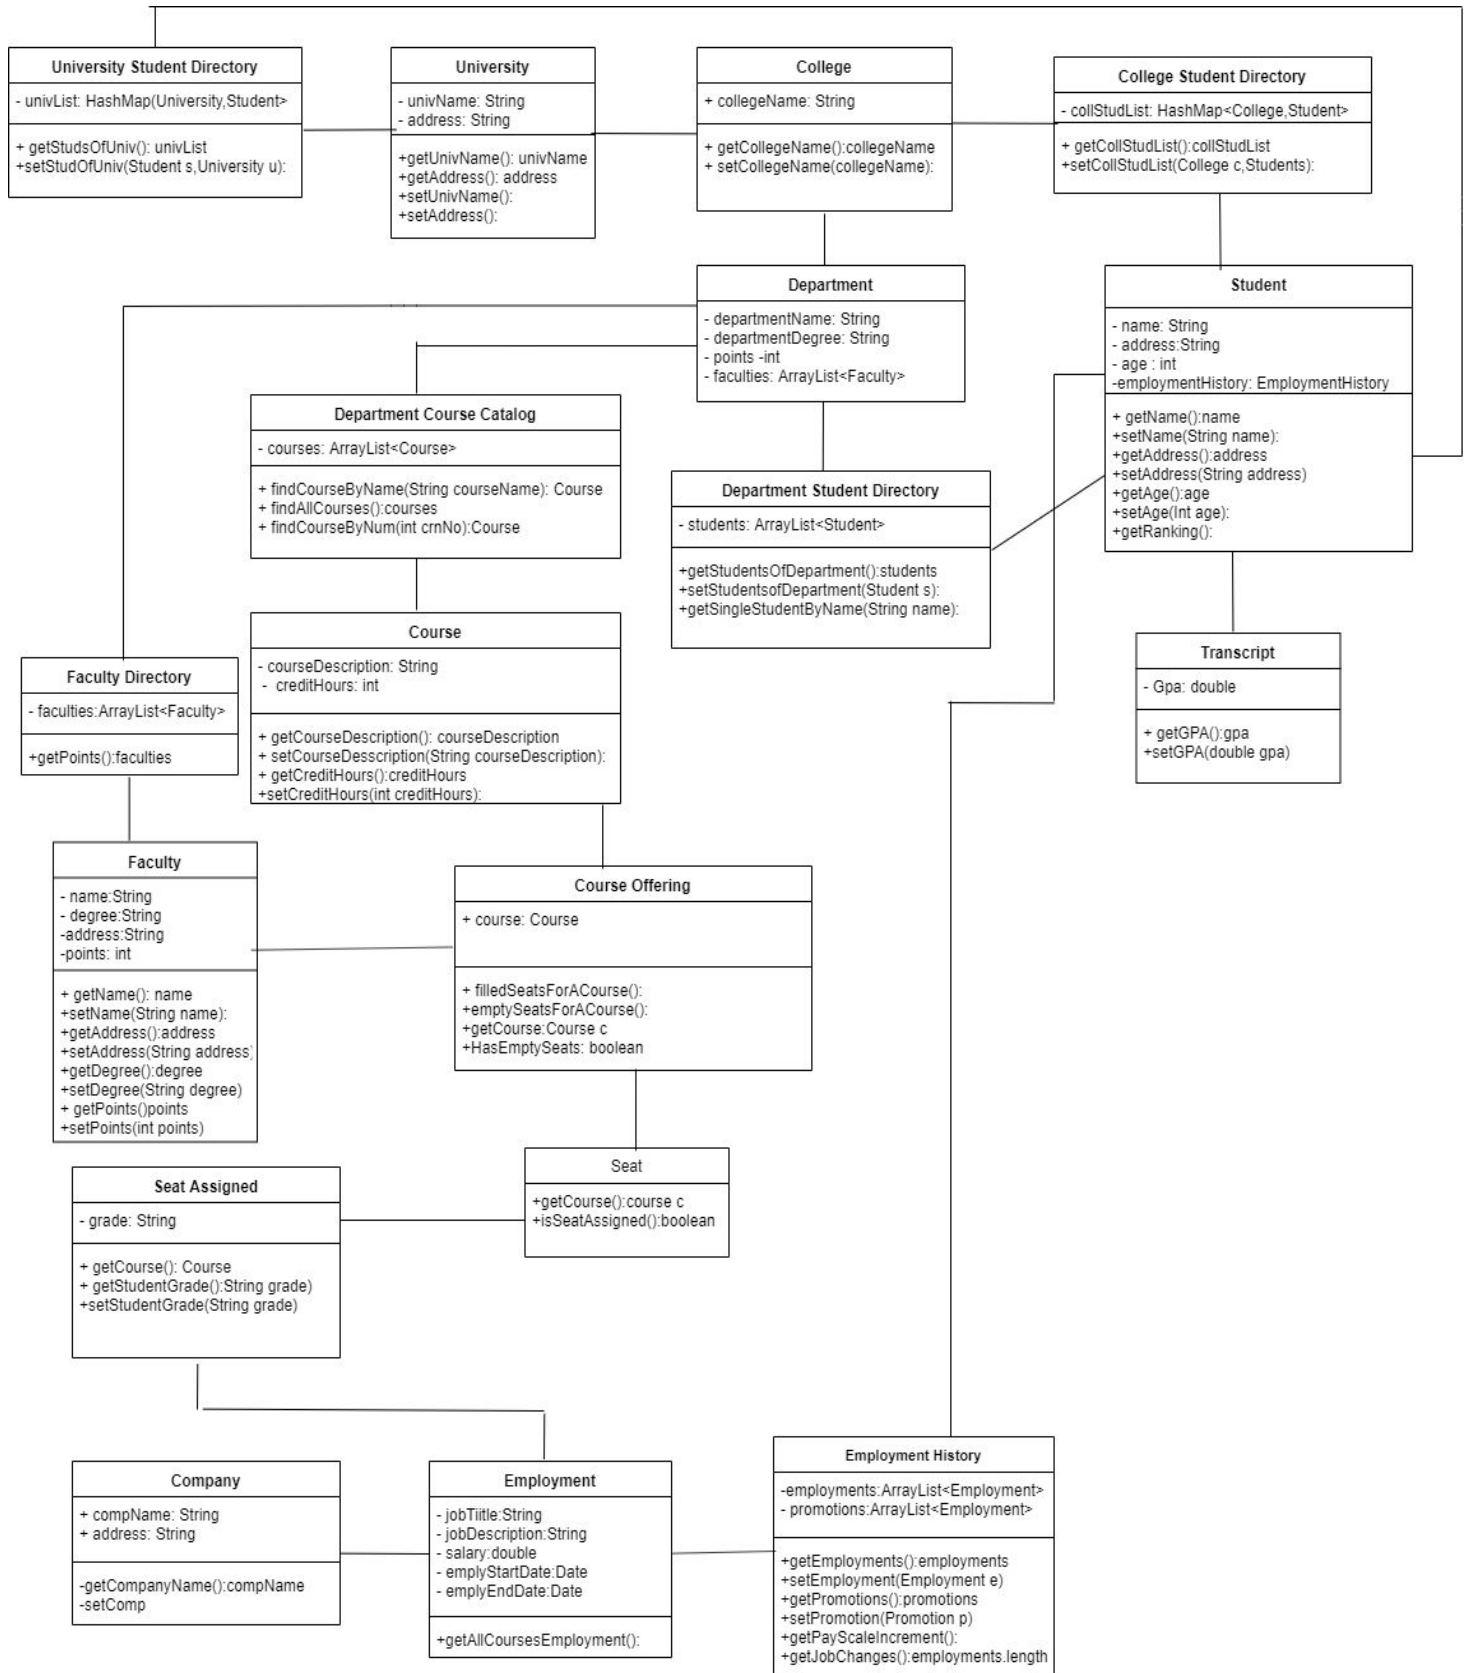 University Student Directory
- univList: HashMap(University,Student>
+ getStudsOfUniv(): univList
+setStudOfUniv(Student s,University u):
University
- univName: String
- address: String
+getUnivName(): univName
+getAddress(): address
+setUnivName():
+setAddress():
College
+ collegeName: String
+ getCollegeName():collegeName
+ setCollegeName(collegeName):
College Student Directory
- collStudList: HashMap<College,Student>
+ getCollStudList():collStudList
+setCollStudList(College c,Students):
Department
- departmentName: String
- departmentDegree: String
- points -int
- faculties: ArrayList<Faculty>
Student
- name: String
- address:String
- age : int
-employmentHistory: EmploymentHistory
+ getName():name
+setName(String name):
+getAddress():address
+setAddress(String address)
+getAge():age
+setAge(Int age):
+getRanking():
Department Course Catalog
- courses: ArrayList<Course>
+ findCourseByName(String courseName): Course
+ findAllCourses():courses
+ findCourseByNum(int crnNo):Course
Department Student Directory
- students: ArrayList<Student>
+getStudentsOfDepartment():students
+setStudentsofDepartment(Student s):
+getSingleStudentByName(String name):
Course
- courseDescription: String
- creditHours: int
+ getCourseDescription(): courseDescription
+ setCourseDesscription(String courseDescription):
+ getCreditHours():creditHours
+setCreditHours(int creditHours):
Transcript
- Gpa: double
+ getGPA():gpa
+setGPA(double gpa)
Faculty Directory
- faculties:ArrayList<Faculty>
+getPoints():faculties
Faculty
- name:String
- degree:String
-address:String
-points: int
+ getName(): name
+setName(String name):
+getAddress():address
+setAddress(String address)
+getDegree():degree
+setDegree(String degree)
+ getPoints()points
+setPoints(int points)
Course Offering
+ course: Course
+ filledSeatsForACourse():
+emptySeatsForACourse():
+getCourse:Course c
+HasEmptySeats: boolean
Seat
+getCourse():course c
+isSeatAssigned():boolean
Seat Assigned
- grade: String
+ getCourse(): Course
+ getStudentGrade():String grade)
+setStudentGrade(String grade)
Company
+ compName: String
+ address: String
-getCompanyName():compName
-setComp
Employment
- jobTiitle:String
- jobDescription:String
- salary:double
- emplyStartDate:Date
- emplyEndDate:Date
+getAllCoursesEmployment():
Employment History
-employments:ArrayList<Employment>
- promotions:ArrayList<Employment>
+getEmployments():employments
+setEmployment(Employment e)
+getPromotions():promotions
+setPromotion(Promotion p)
+getPayScaleIncrement():
+getJobChanges():employments.length